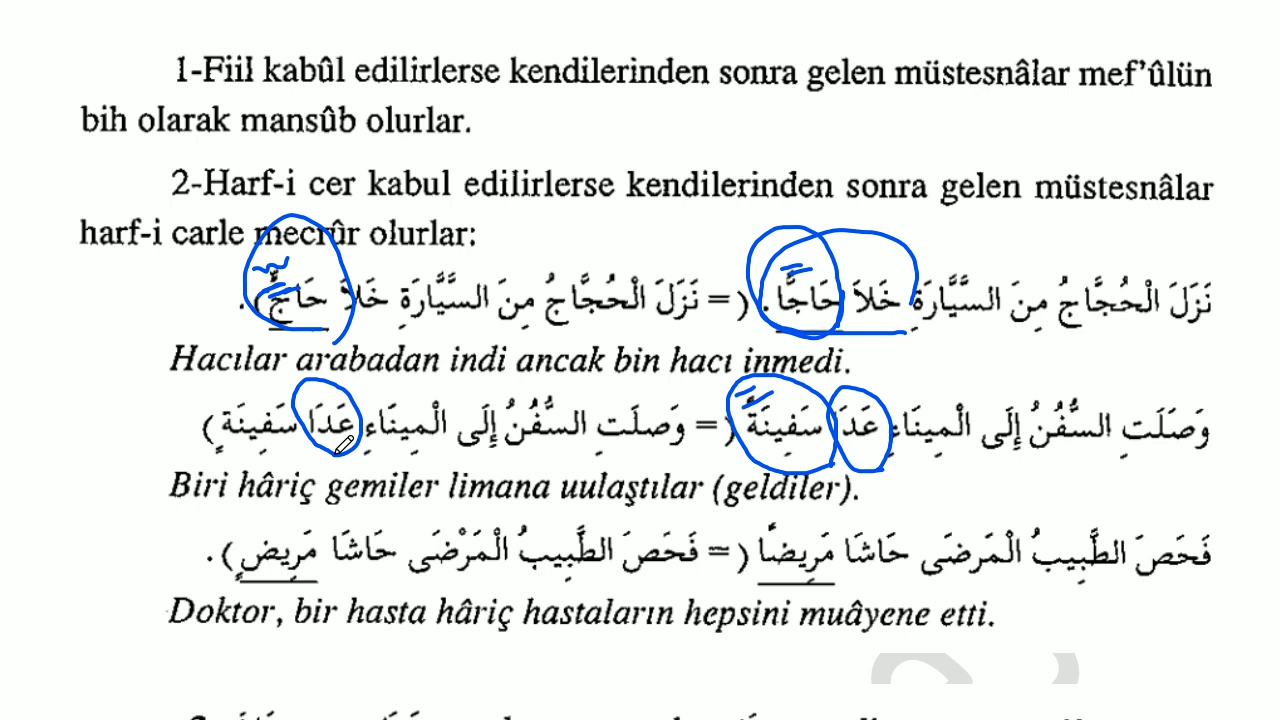 1-Fiil kabûl edilirlerse kendilerinden sonra gelen müstesnâlar mef'ûlün
bih olarak mansûb olurlar.
2-Harf-i cer kabul edilirlerse kendilerinden sonra gelen müstesnâlar
harf-i carle mecrûr olurlar:
نَزَلَ الْحُجَّاجُ مِنَ السَّيَّارَةِ خَلاَ حَاجًّا. (= نَزَلَ الْحُجَّاجُ مِنَ السَّيَّارَةِ خَلاَ حَاجٍّ).
Hacılar arabadan indi ancak bin hacı inmedi.
وَصَلَتِ السُّفُنُ إِلَى الْمِينَاءِ عَدَا سَفِينَةً (= وَصَلَتِ السُّفُنُ إِلَى الْمِينَاءِ عَدَا سَفِينَةٍ)
Biri hâriç gemiler limana uulaştılar (geldiler).
فَحَصَ الطَّبِيبُ الْمَرضَى حَاشَا مَرِيضًا (= فَحَصَ الطَّبِيبُ الْمَرْضَى حَاشَا مَرِيضٍ).
Doktor, bir hasta hâriç hastaların hepsini muâyene etti.